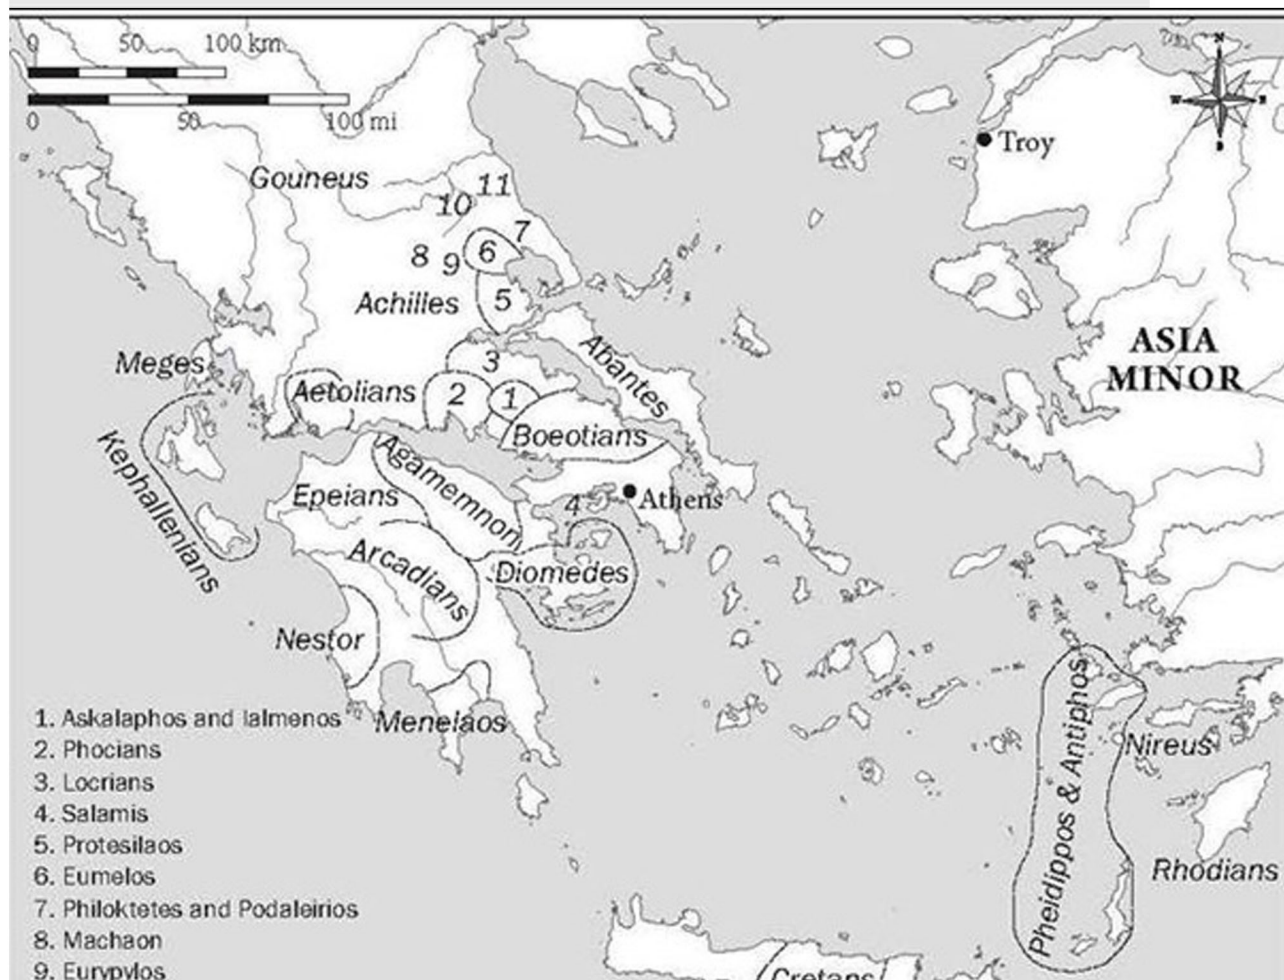 0 50 100 km
0 50 100 mi
N
W E
S
Troy
Gouneus
11
10
7
8 9 6
Achilles 5
ASIA
MINOR
Meges
3
Abantes
Aetolians 2 1
Boeotians
Kephallenians
Agamemnon
Epeians
4 Athens
Arcadians
Diomedes
Nestor
Menelaos
Pheidippos & Antiphos
Nireus
Rhodians
Cretans
1. Askalaphos and Ialmenos
2. Phocians
3. Locrians
4. Salamis
5. Protesilaos
6. Eumelos
7. Philoktetes and Podaleirios
8. Machaon
9. Eurypylos